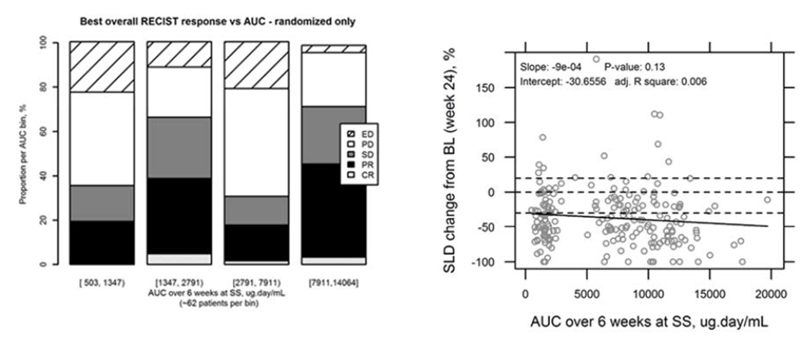 Best overall RECIST response vs AUC - randomized only
Proportion per AUC bin, %
100
80
60
40
20
0
ED
PD
SD
PR
CR
[ 503, 1347)
[1347, 2791)
[2791, 7911)
[7911,14064]
AUC over 6 weeks at SS, ug.day/mL
(~62 patients per bin)
SLD change from BL (week 24), %
Slope: -9e-04 P-value: 0.13
Intercept: -30.6556 adj. R square: 0.006
150
100
50
0
-50
-100
0
5000
10000
15000
20000
AUC over 6 weeks at SS, ug.day/mL